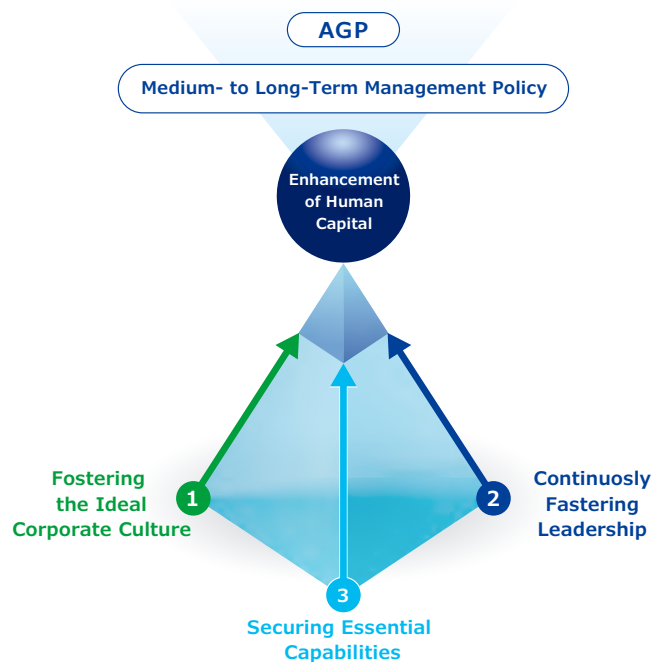 AGP
Medium- to Long-Term Management Policy
Enhancement
of Human
Capital
Fostering
the Ideal
Corporate Culture
1
2
Continuosly
Fastering
Leadership
3
Securing Essential
Capabilities